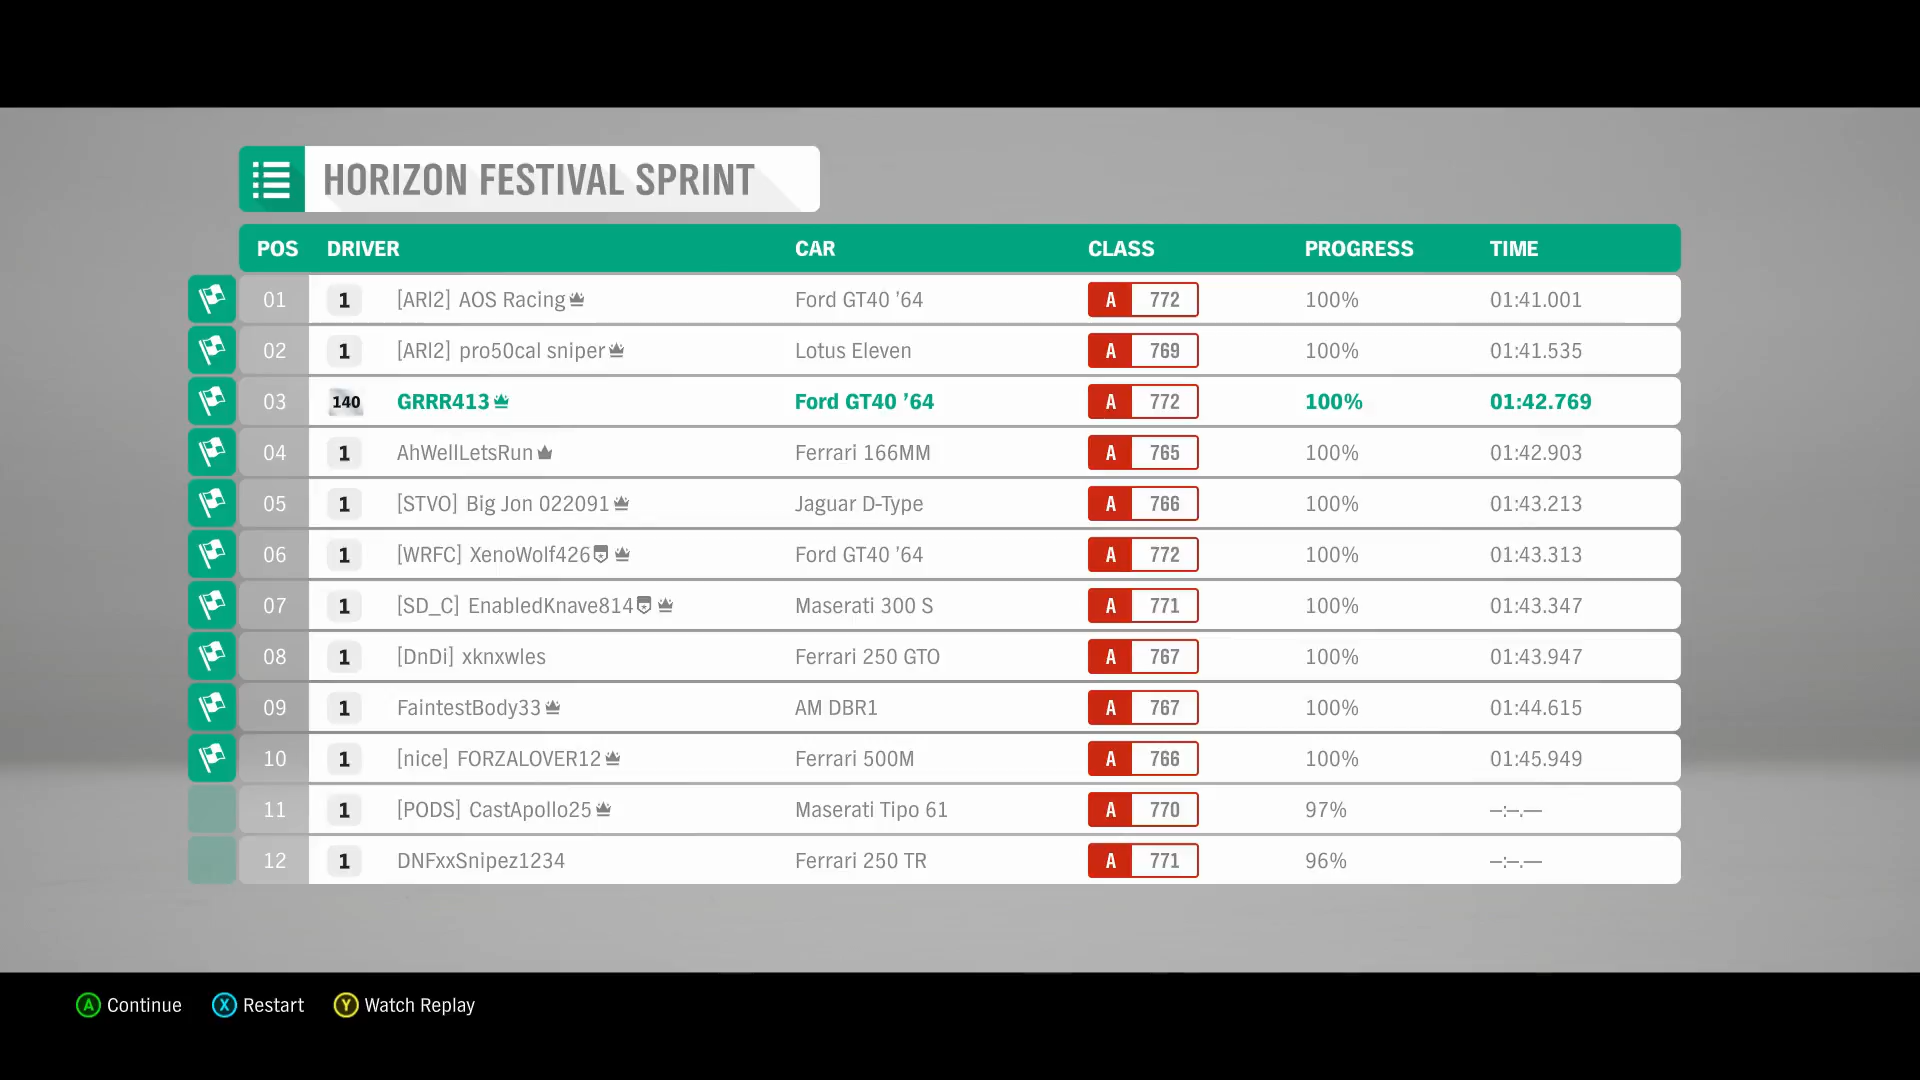 HORIZON FESTIVAL SPRINT
POS DRIVER CAR CLASS PROGRESS TIME
01 1 [ARl2] AOS Racing Ford GT40 ’64 A 772 100% 01:41.001
02 1 [ARl2] pro50cal sniper Lotus Eleven A 769 100% 01:41.535
03 140 GRRR413 Ford GT40 ’64 A 772 100% 01:42.769
04 1 AhWellLetsRun Ferrari 166MM A 765 100% 01:42.903
05 1 [STVO] Big Jon 022091 Jaguar D-Type A 766 100% 01:43.213
06 1 [WRFC] XenoWolf426 Ford GT40 ’64 A 772 100% 01:43.313
07 1 [SD_C] EnabledKnave814 Maserati 300 S A 771 100% 01:43.347
08 1 [DnDi] xknxwles Ferrari 250 GTO A 767 100% 01:43.947
09 1 FaintestBody33 AM DBR1 A 767 100% 01:44.615
10 1 [nice] FORZALOVER12 Ferrari 500M A 766 100% 01:45.949
11 1 [PODS] CastApollo25 Maserati Tipo 61 A 770 97% –:–.—
12 1 DNFxxSnipez1234 Ferrari 250 TR A 771 96% –:–.—
A Continue X Restart Y Watch Replay